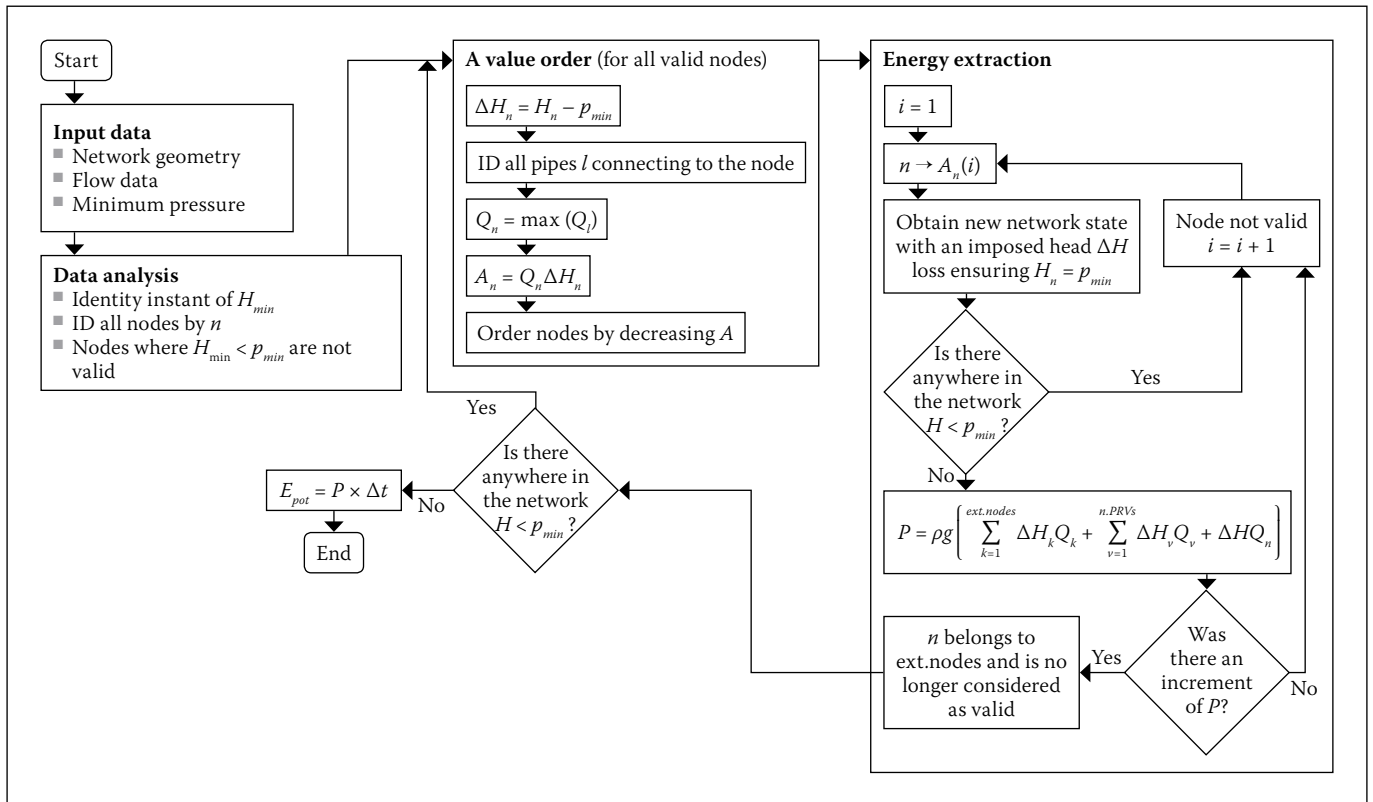 Start
Input data
■ Network geometry
■ Flow data
■ Minimum pressure
Data analysis
■ Identity instant of H_min
■ ID all nodes by n
■ Nodes where H_min < p_min are not
valid
A value order (for all valid nodes)
ΔH_n = H_n – p_min
ID all pipes l connecting to the node
Q_n = max (Q_l)
A_n = Q_n ΔH_n
Order nodes by decreasing A
Yes
Is there
anywhere in
the network
H < p_min ?
No
E_pot = P × Δt
End
Energy extraction
i = 1
n → A_n(i)
Obtain new network state
with an imposed head ΔH
loss ensuring H_n = p_min
Node not valid
i = i + 1
Is there
anywhere in
the network
H < p_min ?
Yes
No
P = ρg ( ∑_{k=1}^{ext.nodes} ΔH_k Q_k + ∑_{v=1}^{n.PRVs} ΔH_v Q_v + ΔHQ_n )
Was
there an
increment
of P?
Yes
No
n belongs to
ext.nodes and is no
longer considered
as valid